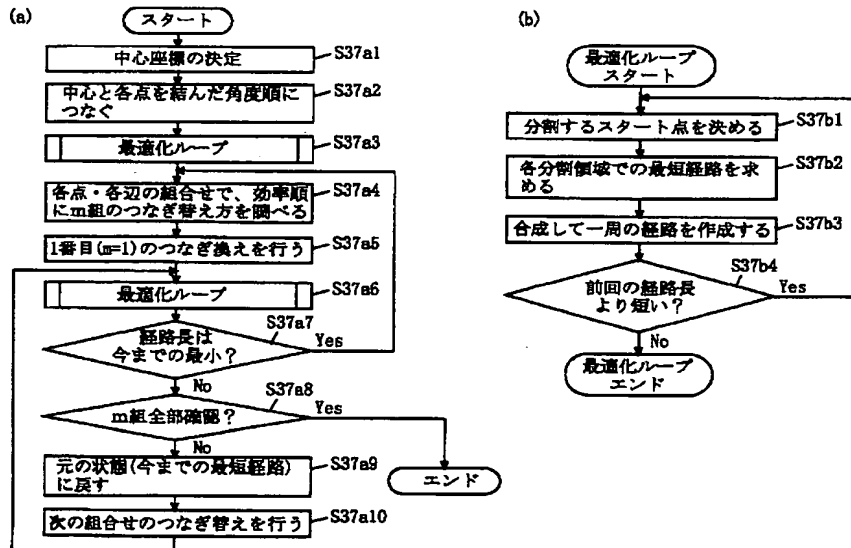 (a)
スタート
中心座標の決定
S37a1
中心と各点を結んだ角度順に
つなぐ
S37a2
最適化ループ
S37a3
各点・各辺の組合せで、効率順
にm組のつなぎ替え方を調べる
S37a4
1番目(m=1)のつなぎ換えを行う
S37a5
最適化ループ
S37a6
経路長は
今までの最小？
S37a7
Yes
No
m組全部確認？
S37a8
Yes
No
元の状態(今までの最短経路)
に戻す
S37a9
エンド
次の組合せのつなぎ替えを行う
S37a10
(b)
最適化ループ
スタート
分割するスタート点を決める
S37b1
各分割領域での最短経路を求
める
S37b2
合成して一周の経路を作成する
S37b3
前回の経路長
より短い？
S37b4
Yes
No
最適化ループ
エンド